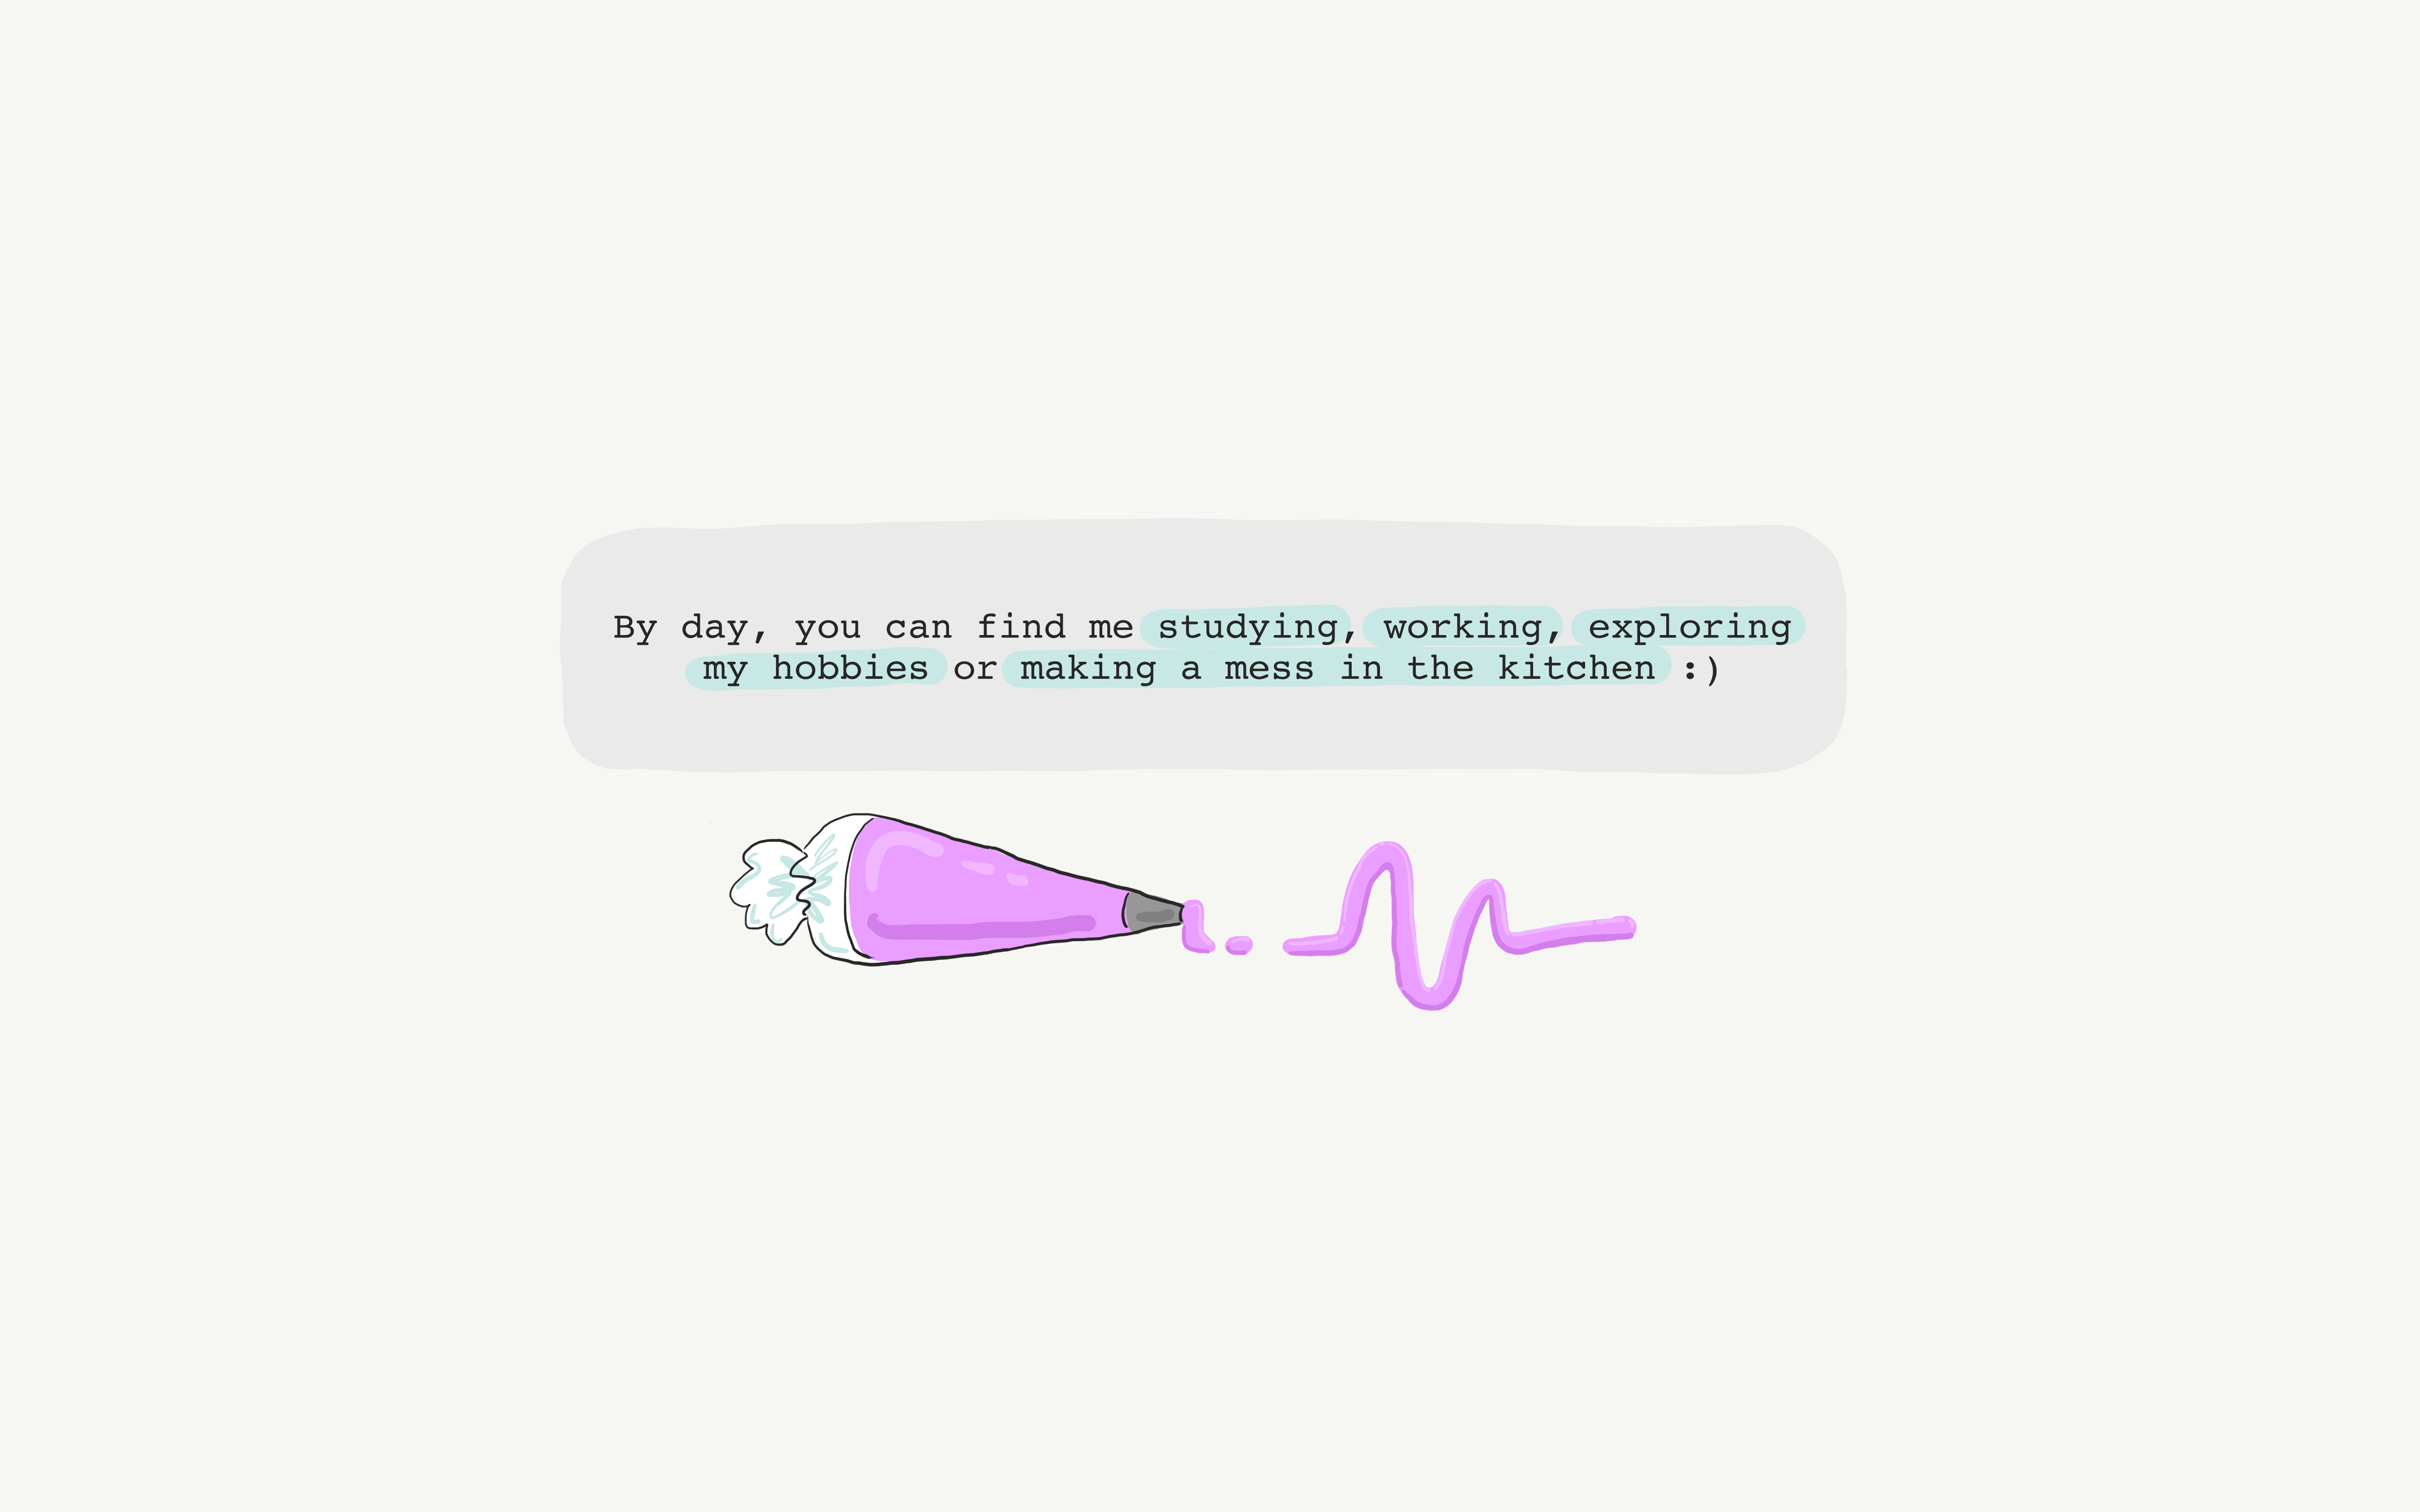 By day, you can find me studying, working, exploring
my hobbies or making a mess in the kitchen :)